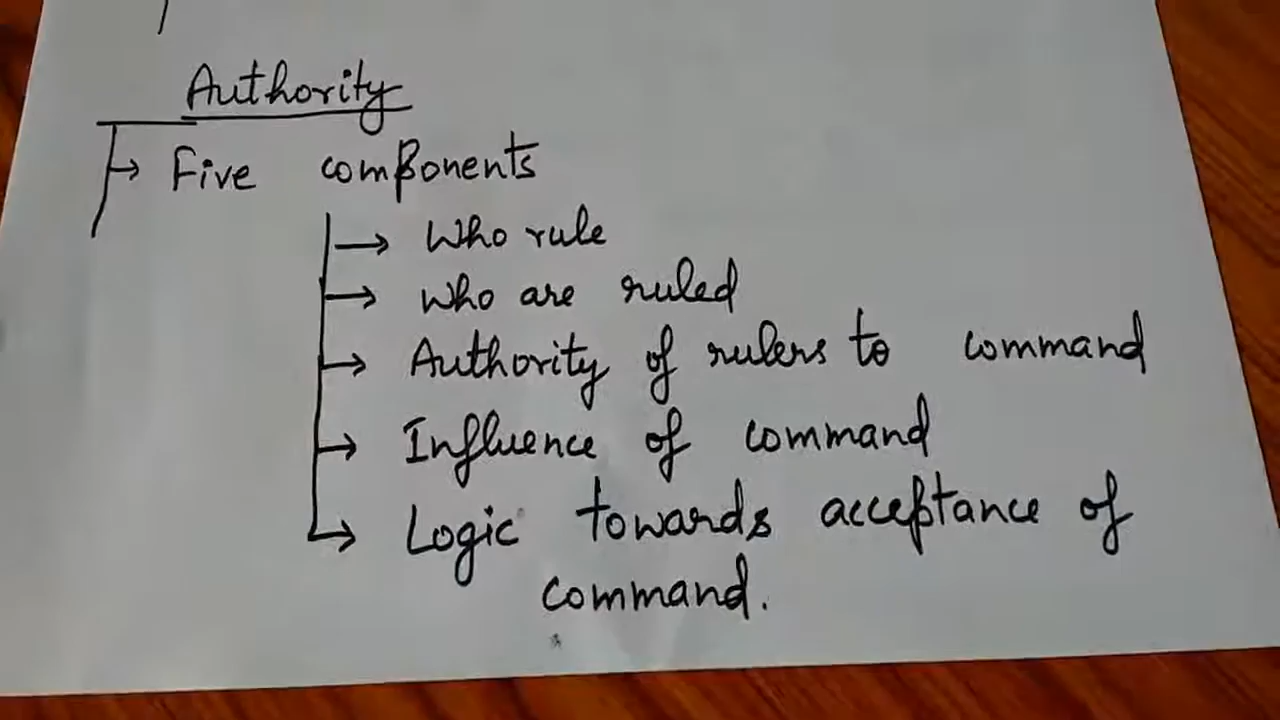 Authority
→ Five components
→ Who rule
→ who are ruled
→ Authority of rulers to command
→ Influence of command
→ Logic towards acceptance of
command.